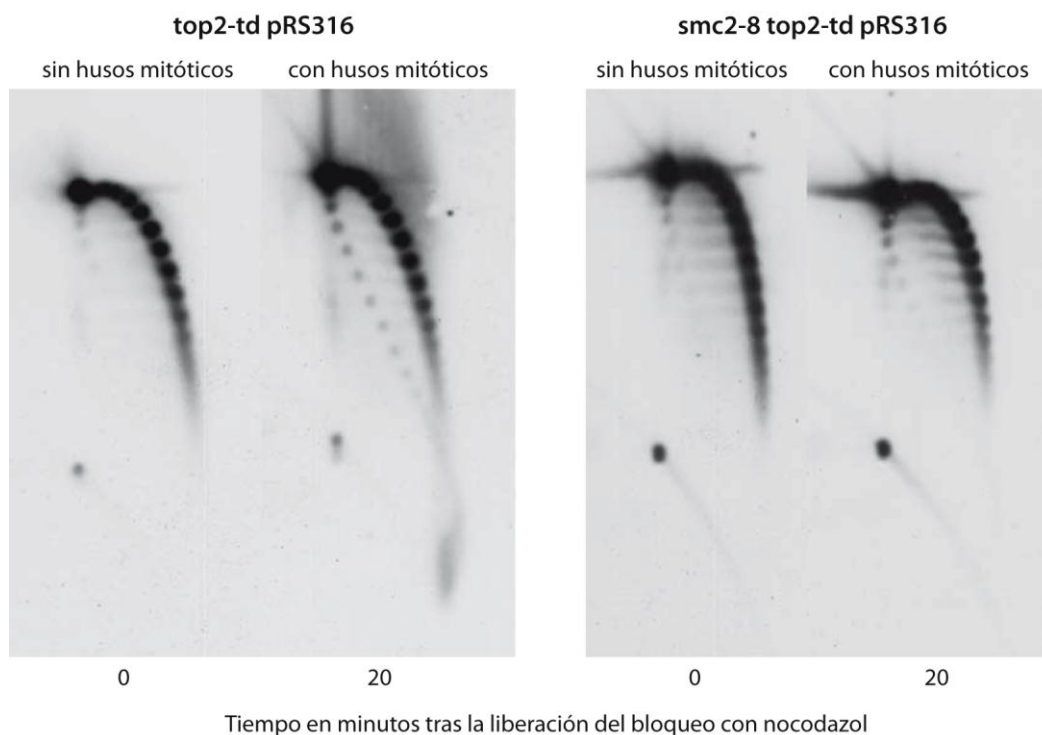 top2-td pRS316
sin husos mitóticos
con husos mitóticos
smc2-8 top2-td pRS316
sin husos mitóticos
con husos mitóticos
0
20
0
20
Tiempo en minutos tras la liberación del bloqueo con nocodazol